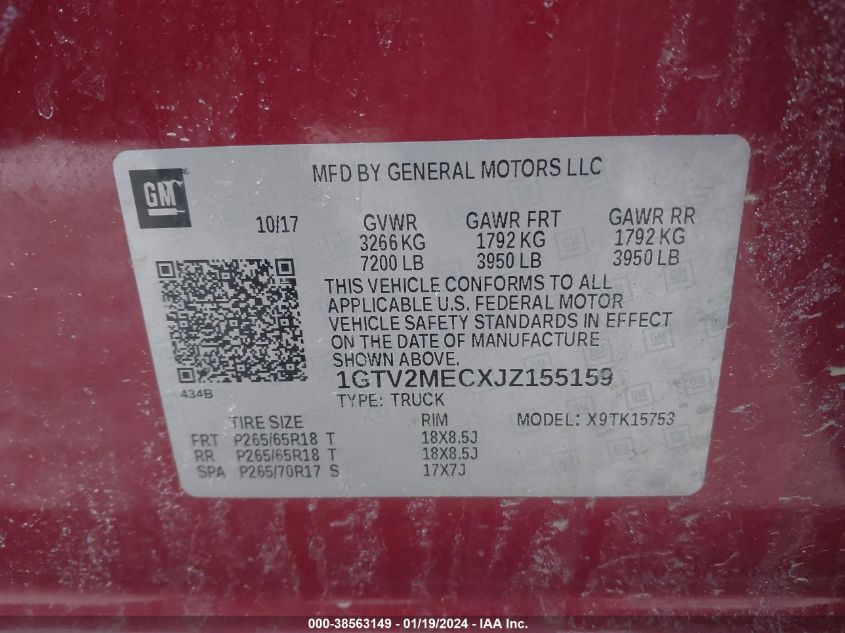 GM
MFD BY GENERAL MOTORS LLC
10/17 GVWR GAWR FRT GAWR RR
3266 KG 1792 KG 1792 KG
7200 LB 3950 LB 3950 LB
THIS VEHICLE CONFORMS TO ALL
APPLICABLE U.S. FEDERAL MOTOR
VEHICLE SAFETY STANDARDS IN EFFECT
ON THE DATE OF MANUFACTURE
SHOWN ABOVE.
1GTV2MECXJZ155159
434B
TYPE: TRUCK
TIRE SIZE RIM MODEL: X9TK15753
FRT P265/65R18 T 18X8.5J
RR P265/65R18 T 18X8.5J
SPA P265/70R17 S 17X7J
000-38563149 - 01/19/2024 - IAA, Inc.